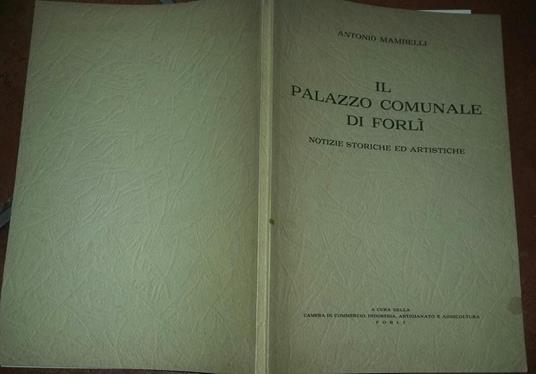 ANTONIO MAMBELLI
IL
PALAZZO COMUNALE
DI FORLÌ
NOTIZIE STORICHE ED ARTISTICHE
A CURA DELLA
CAMERA DI COMMERCIO, INDUSTRIA, ARTIGIANATO E AGRICOLTURA
FORLÌ